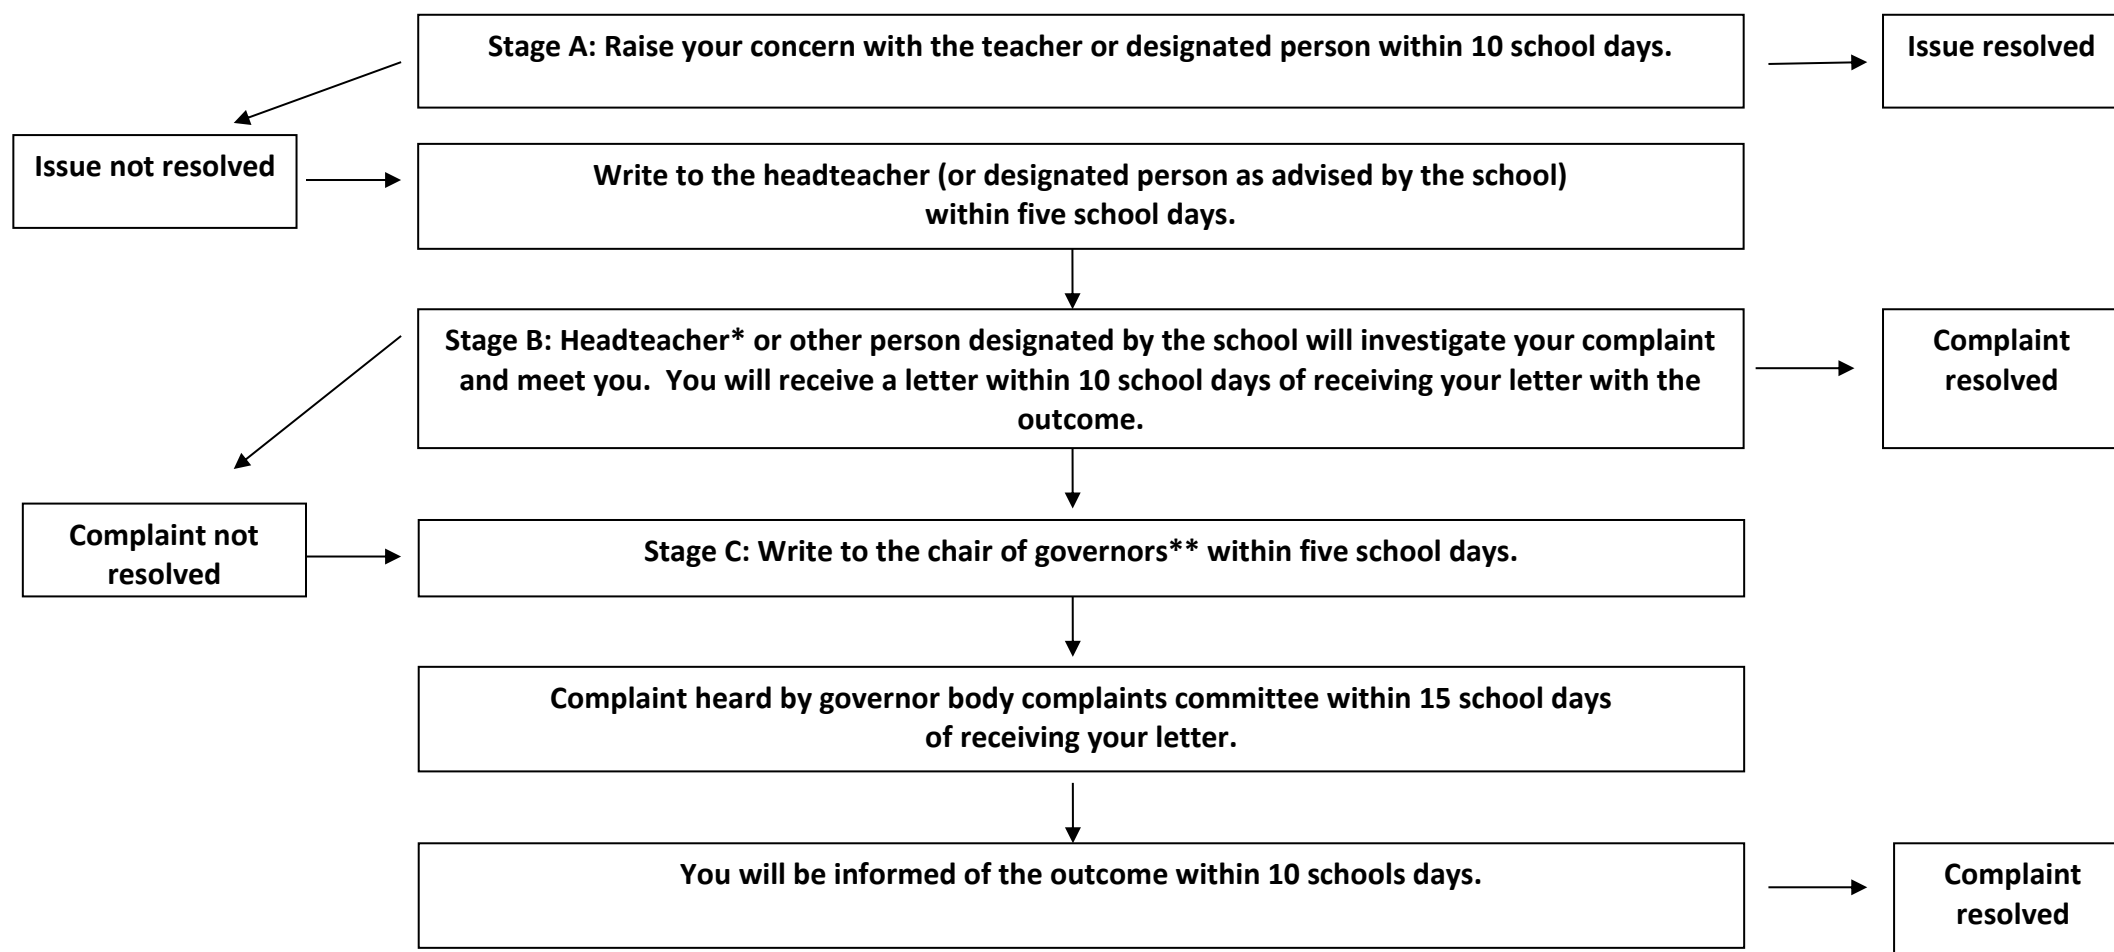 Stage A: Raise your concern with the teacher or designated person within 10 school days.
Issue resolved
Issue not resolved
Write to the headteacher (or designated person as advised by the school)
within five school days.
Stage B: Headteacher* or other person designated by the school will investigate your complaint
and meet you.  You will receive a letter within 10 school days of receiving your letter with the
outcome.
Complaint
resolved
Complaint not
resolved
Stage C: Write to the chair of governors** within five school days.
Complaint heard by governor body complaints committee within 15 school days
of receiving your letter.
You will be informed of the outcome within 10 schools days.
Complaint
resolved